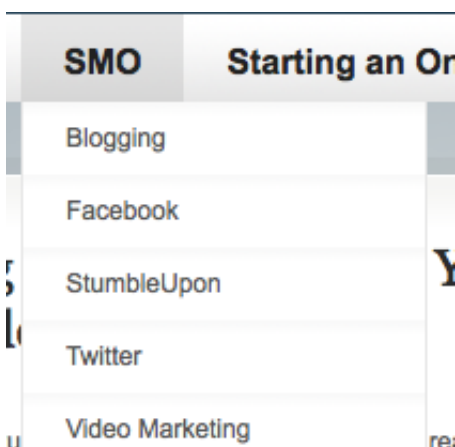 SMO Starting an
Blogging
Facebook
StumbleUpon
Twitter
Video Marketing